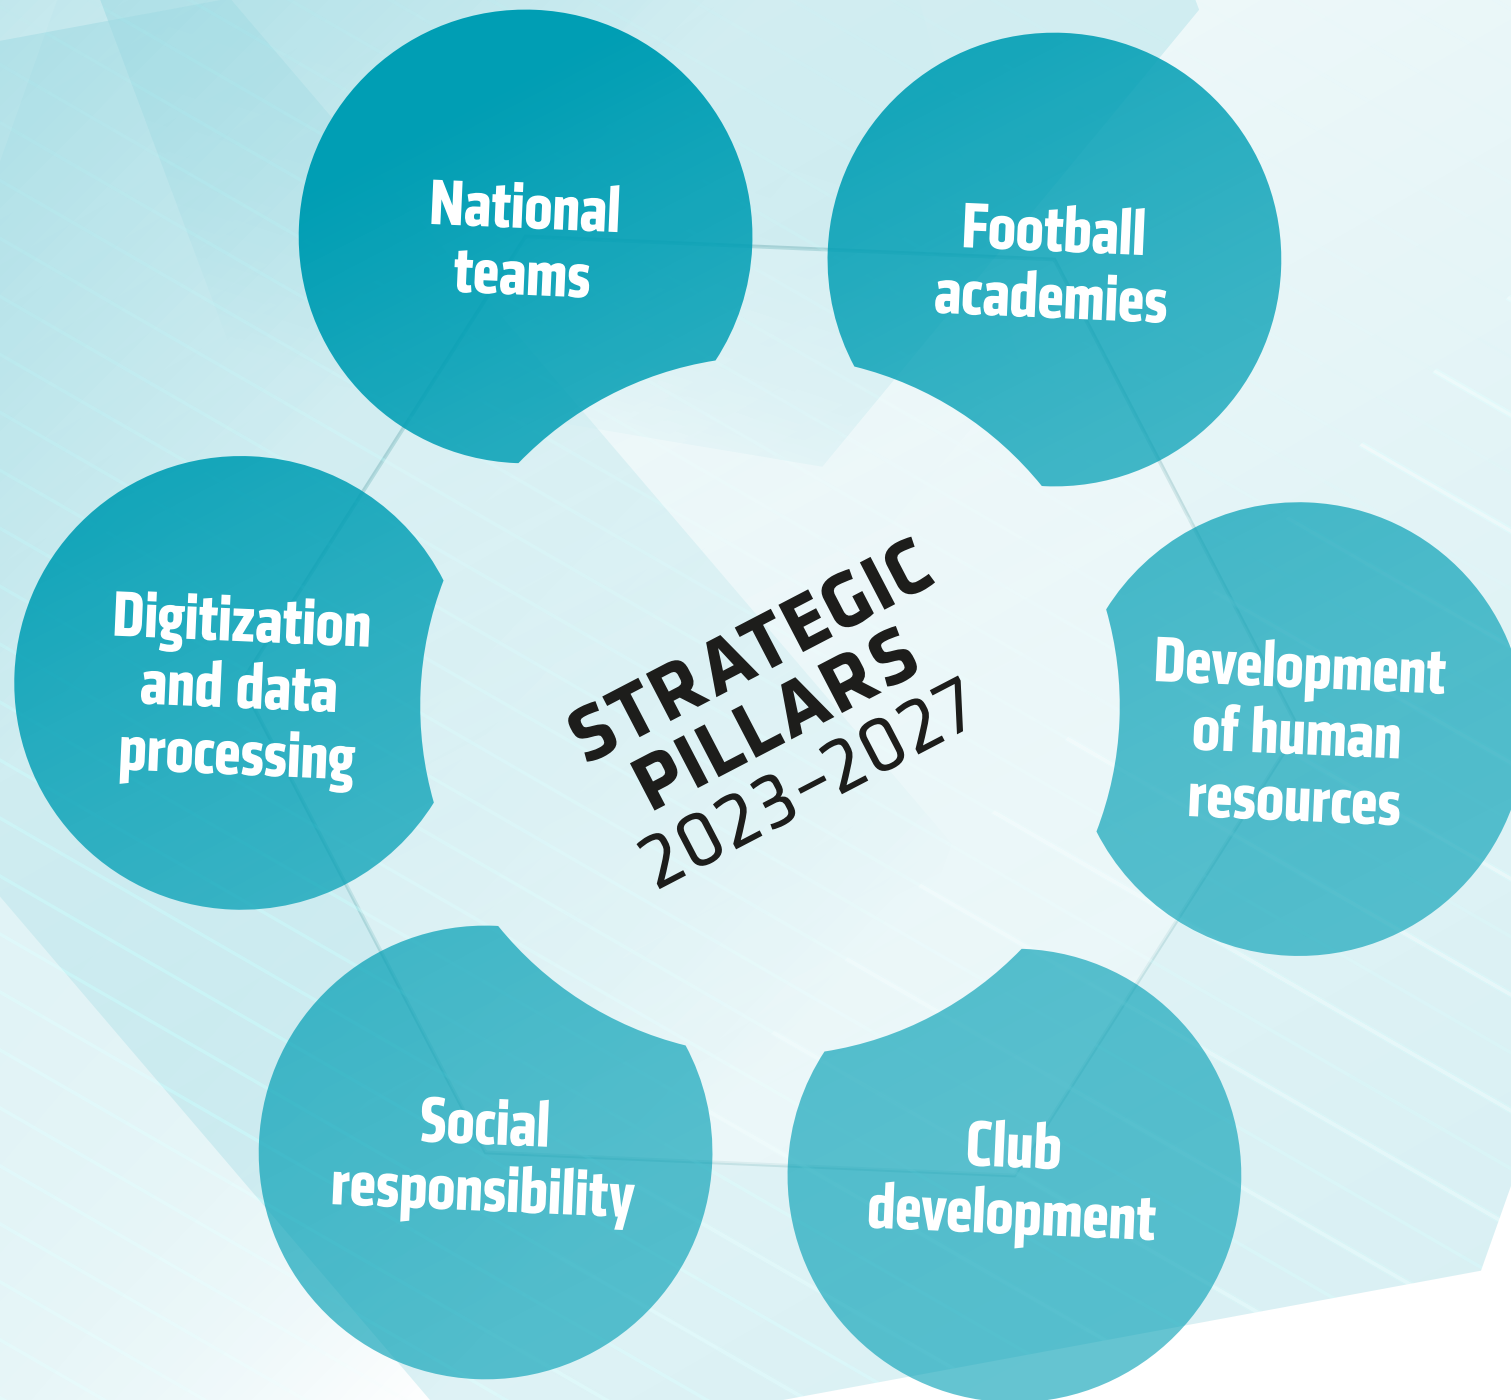 National
teams
Football
academies
Digitization
and data
processing
STRATEGIC
PILLARS
2023–2027
Development
of human
resources
Social
responsibility
Club
development